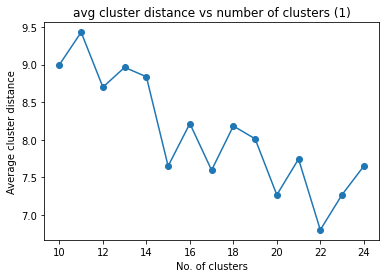 avg cluster distance vs number of clusters (1)
9.5
9.0
8.5
8.0
7.5
7.0
Average cluster distance
10 12 14 16 18 20 22 24
No. of clusters